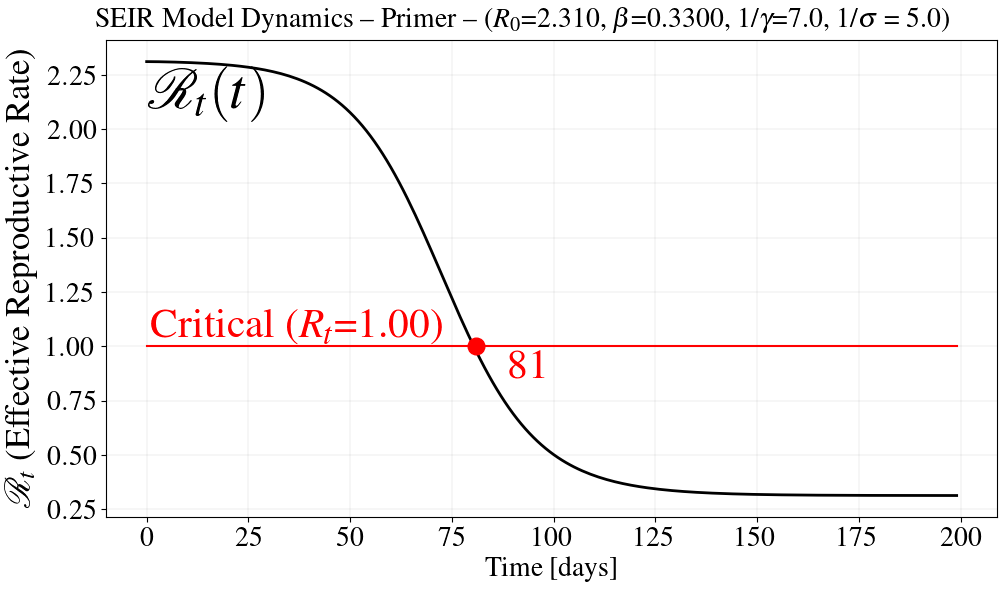 SEIR Model Dynamics – Primer – (R₀=2.310, β=0.3300, 1/γ=7.0, 1/σ = 5.0)
ℛₜ (Effective Reproductive Rate)
2.25
2.00
1.75
1.50
1.25
1.00
0.75
0.50
0.25
ℛₜ(t)
Critical (Rₜ=1.00)
81
0 25 50 75 100 125 150 175 200
Time [days]